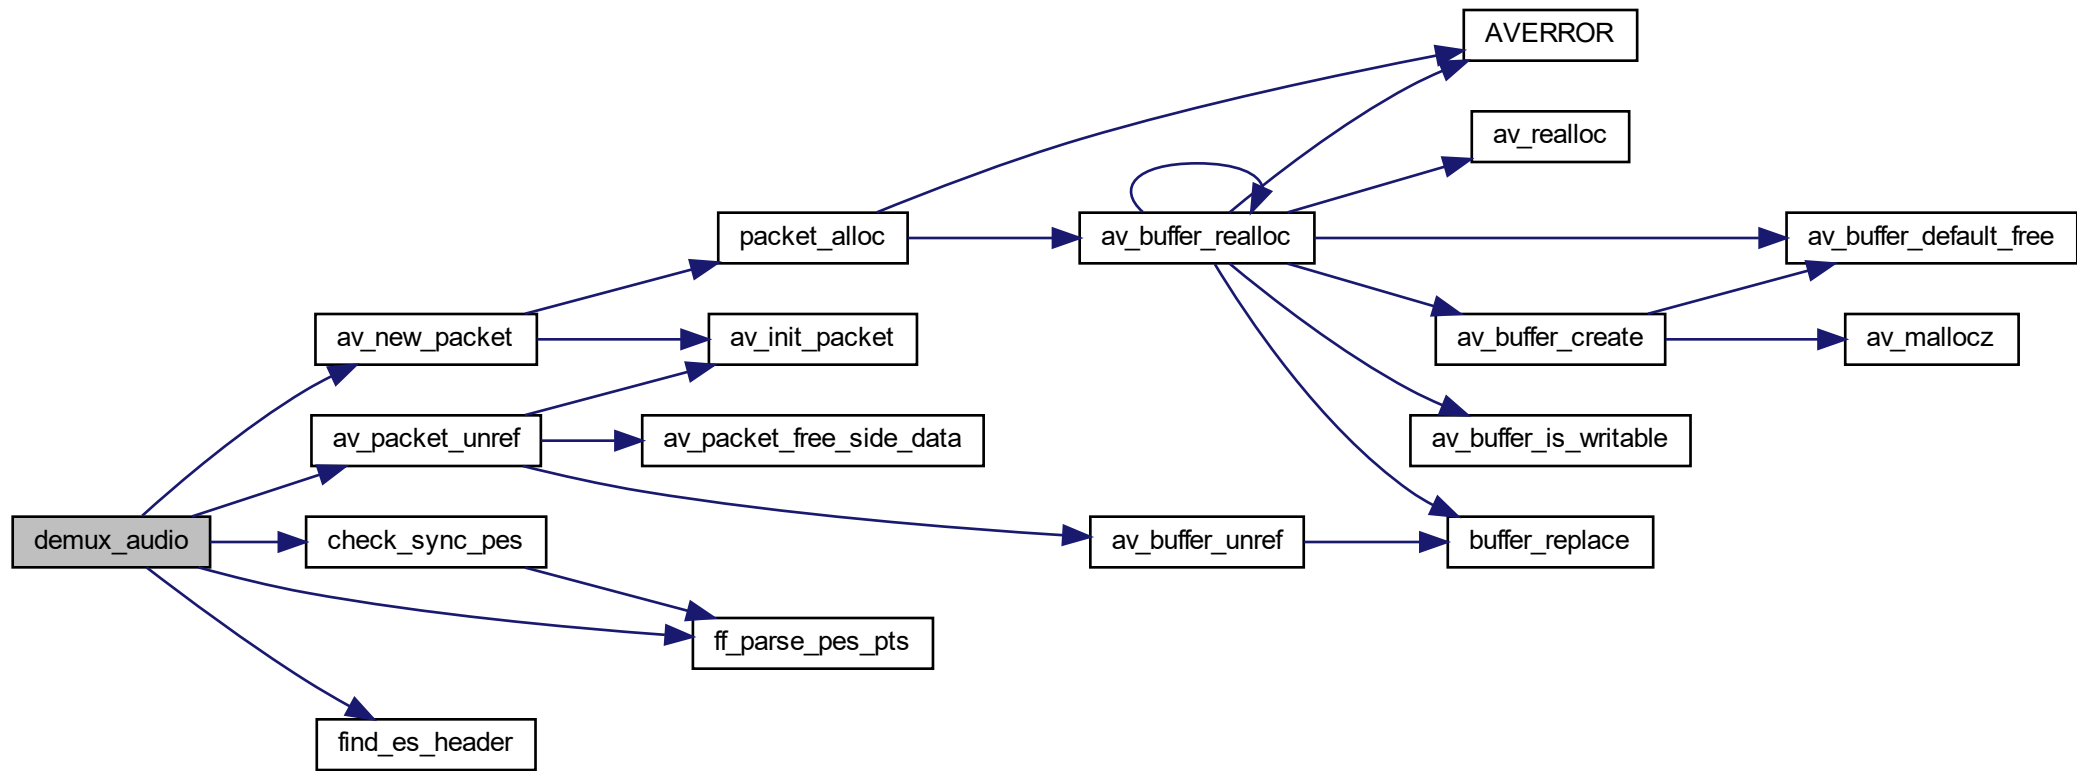 AVERROR
av_realloc
packet_alloc
av_buffer_realloc
av_buffer_default_free
av_new_packet
av_init_packet
av_buffer_create
av_mallocz
av_packet_unref
av_packet_free_side_data
av_buffer_is_writable
demux_audio
check_sync_pes
av_buffer_unref
buffer_replace
ff_parse_pes_pts
find_es_header